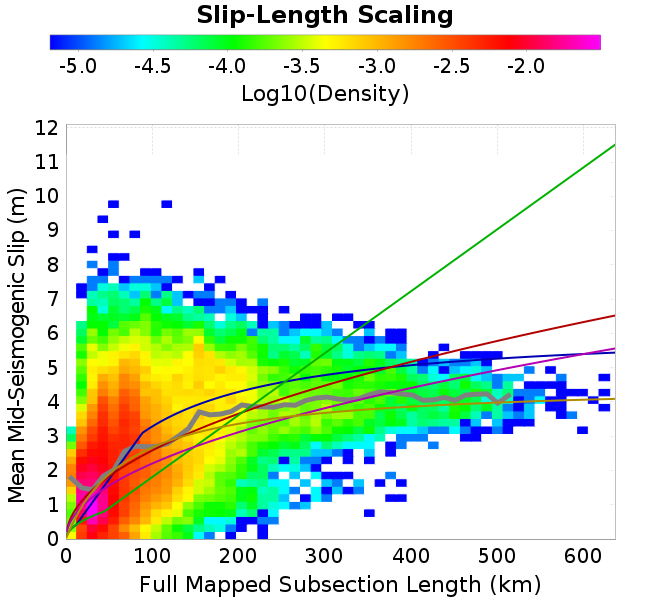 Slip-Length Scaling
-5.0 -4.5 -4.0 -3.5 -3.0 -2.5 -2.0
Log10(Density)
Mean Mid-Seismogenic Slip (m)
12
11
10
9
8
7
6
5
4
3
2
1
0
0 100 200 300 400 500 600
Full Mapped Subsection Length (km)